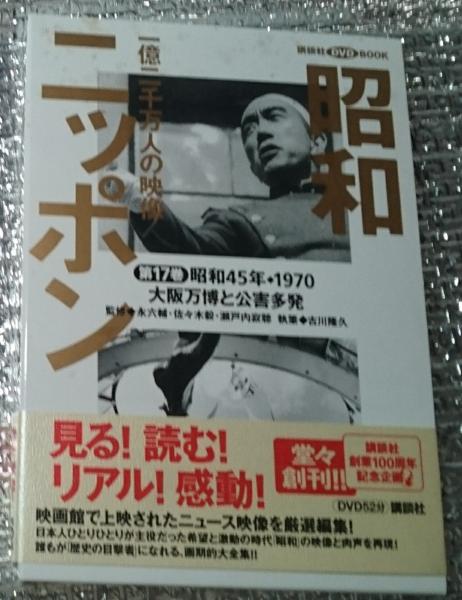 講談社 DVD BOOK
昭和
ニッポン
一億二千万人の映像
第17巻 昭和45年◆1970
大阪万博と公害多発
監修◆永六輔・佐々木毅・瀬戸内寂聴 執筆◆古川隆久
見る!読む!
リアル!感動!
堂々
創刊!!
講談社
創業100周年
記念企画
DVD52分 講談社
映画館で上映されたニュース映像を厳選編集!
日本人ひとりひとりが主役だった希望と激動の時代「昭和」の映像と肉声を再現!
誰もが「歴史の目撃者」になれる、画期的大全集!!